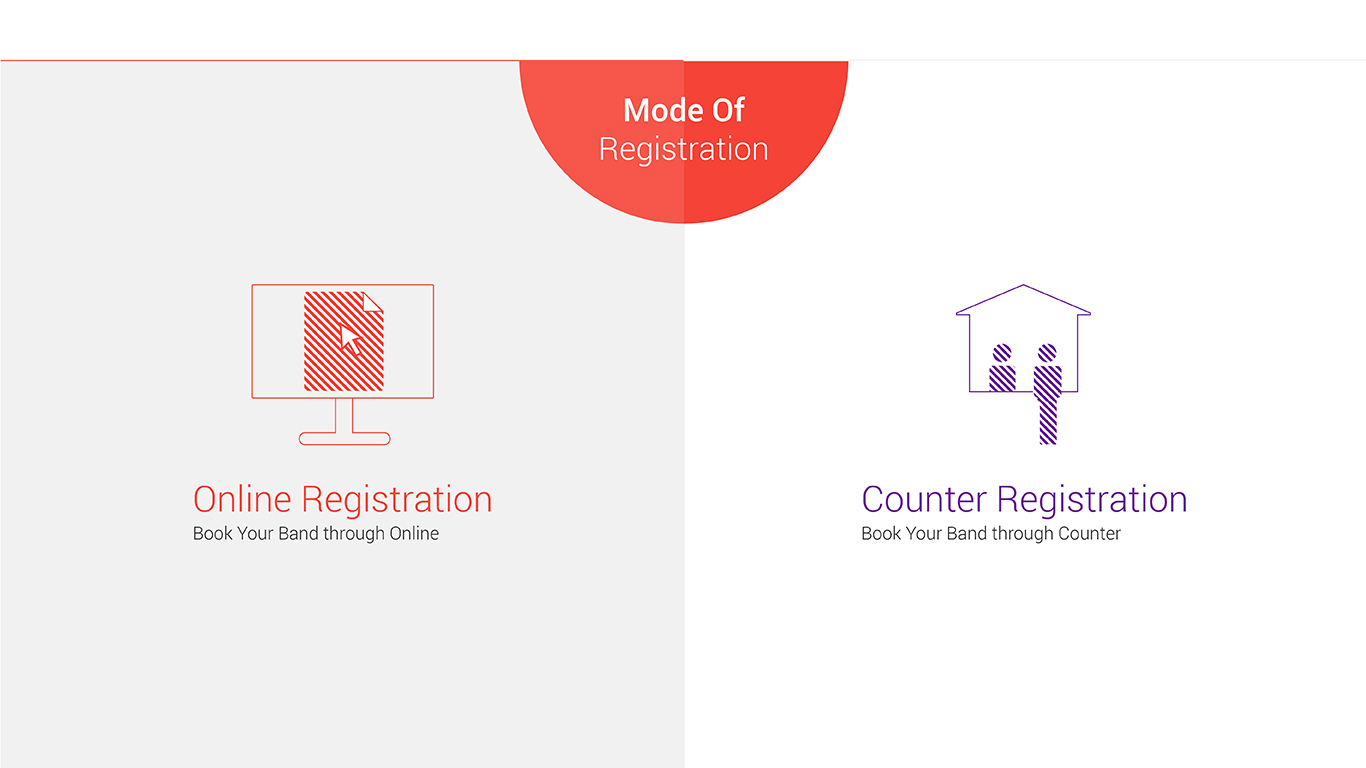 Mode Of
Registration
Online Registration
Book Your Band through Online
Counter Registration
Book Your Band through Counter